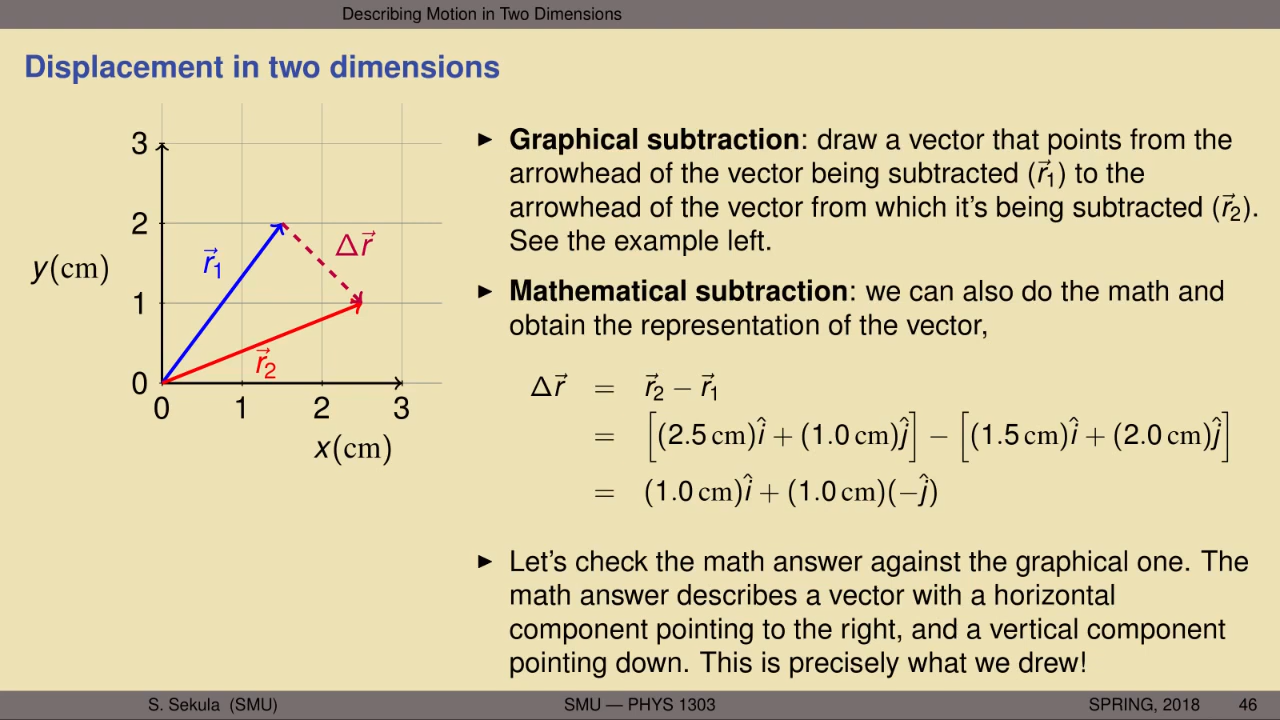 Describing Motion in Two Dimensions
Displacement in two dimensions
3
2
1
0
0 1 2 3
y(cm)
x(cm)
r⃗₁
r⃗₂
Δr⃗
► Graphical subtraction: draw a vector that points from the
arrowhead of the vector being subtracted (r⃗₁) to the
arrowhead of the vector from which it's being subtracted (r⃗₂).
See the example left.
► Mathematical subtraction: we can also do the math and
obtain the representation of the vector,
Δr⃗ = r⃗₂ − r⃗₁
= [(2.5 cm)î + (1.0 cm)ĵ] − [(1.5 cm)î + (2.0 cm)ĵ]
= (1.0 cm)î + (1.0 cm)(−ĵ)
► Let's check the math answer against the graphical one. The
math answer describes a vector with a horizontal
component pointing to the right, and a vertical component
pointing down. This is precisely what we drew!
S. Sekula (SMU) SMU — PHYS 1303 SPRING, 2018 46